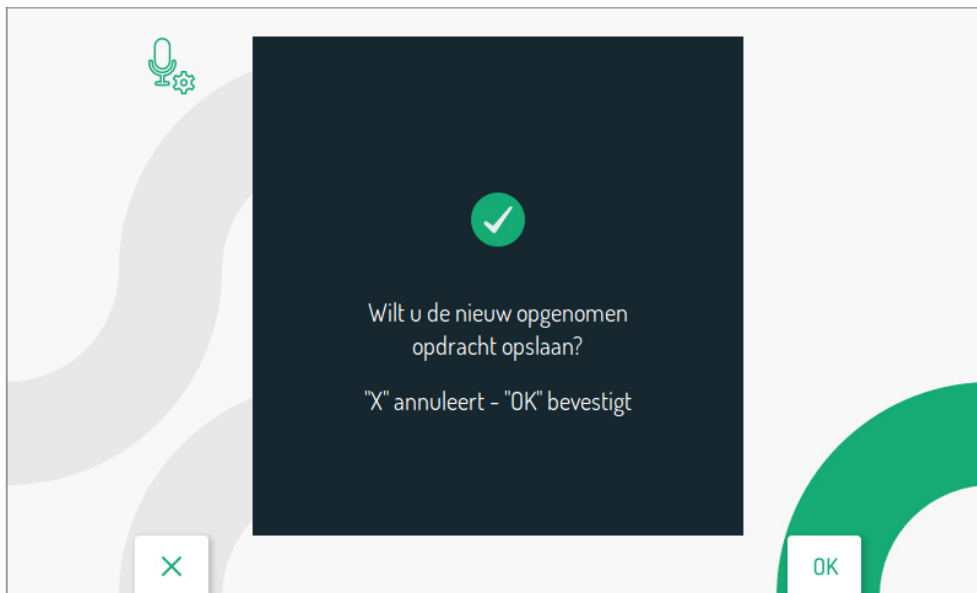 Wilt u de nieuw opgenomen
opdracht opslaan?
"X" annuleert - "OK" bevestigt
X
OK